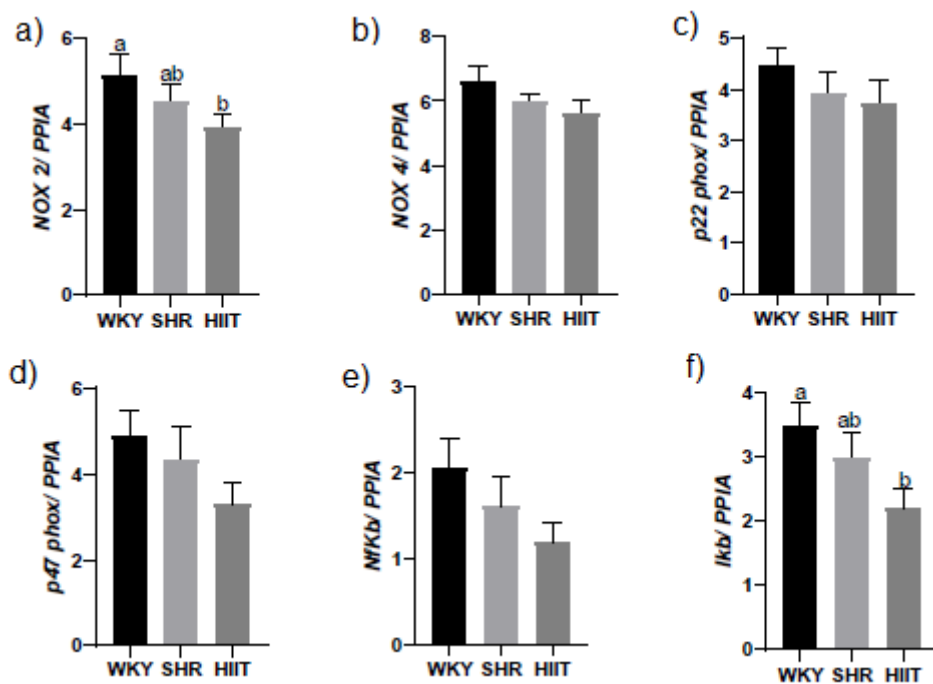 a)
NOX 2/ PPIA
6
4
2
0
a
ab
b
WKY SHR HIIT
b)
NOX 4/ PPIA
8
6
4
2
0
WKY SHR HIIT
c)
p22 phox/ PPIA
5
4
3
2
1
0
WKY SHR HIIT
d)
p47 phox/ PPIA
6
4
2
0
WKY SHR HIIT
e)
NfKb/ PPIA
3
2
1
0
WKY SHR HIIT
f)
Ikb/ PPIA
4
3
2
1
0
a
ab
b
WKY SHR HIIT